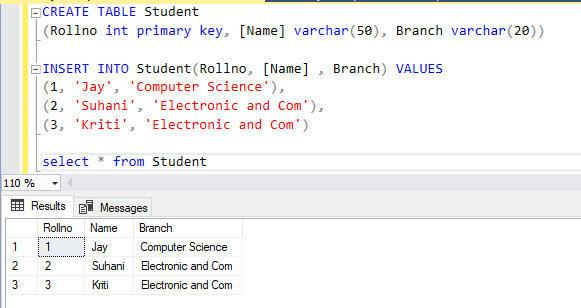 CREATE TABLE Student
(Rollno int primary key, [Name] varchar(50), Branch varchar(20))
INSERT INTO Student(Rollno, [Name] , Branch) VALUES
(1, 'Jay', 'Computer Science'),
(2, 'Suhani', 'Electronic and Com'),
(3, 'Kriti', 'Electronic and Com')
select * from Student
110 %
Results Messages
Rollno Name Branch
1 1 Jay Computer Science
2 2 Suhani Electronic and Com
3 3 Kriti Electronic and Com